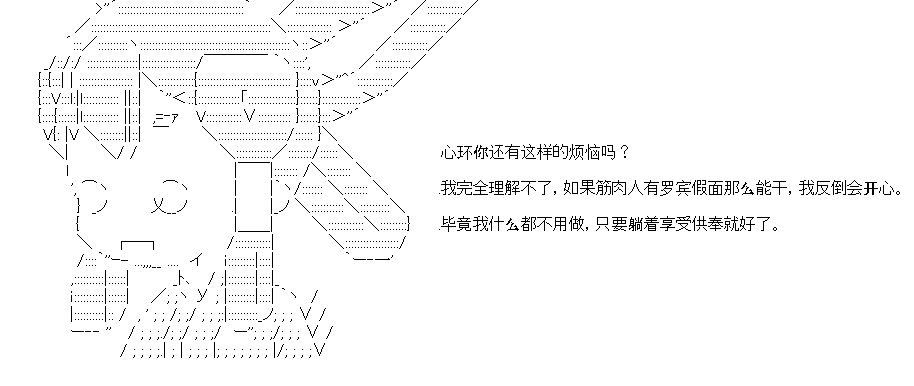 心环你还有这样的烦恼吗？
我完全理解不了，如果筋肉人有罗宾假面那么能干，我反倒会开心。
毕竟我什么都不用做，只要躺着享受供奉就好了。